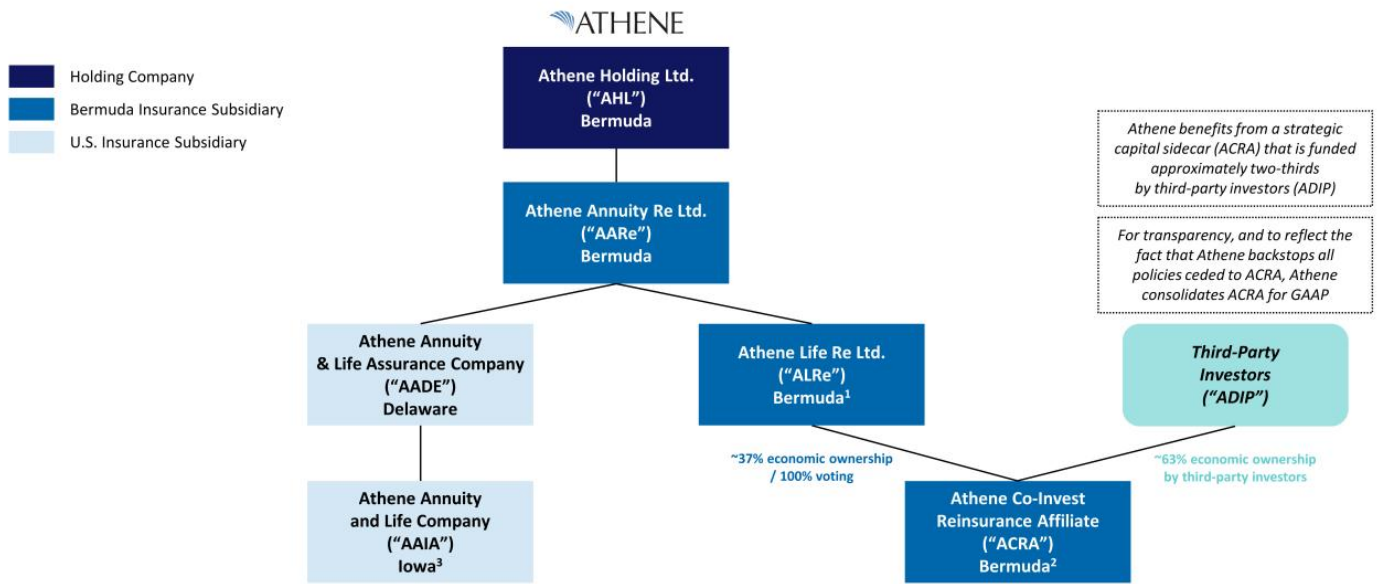 ATHENE
Holding Company
Bermuda Insurance Subsidiary
U.S. Insurance Subsidiary
Athene Holding Ltd.
(“AHL”)
Bermuda
Athene Annuity Re Ltd.
(“AARe”)
Bermuda
Athene benefits from a strategic
capital sidecar (ACRA) that is funded
approximately two-thirds
by third-party investors (ADIP)
For transparency, and to reflect the
fact that Athene backstops all
policies ceded to ACRA, Athene
consolidates ACRA for GAAP
Athene Annuity
& Life Assurance Company
(“AADE”)
Delaware
Athene Life Re Ltd.
(“ALRe”)
Bermuda¹
Third-Party
Investors
(“ADIP”)
~37% economic ownership
/ 100% voting
~63% economic ownership
by third-party investors
Athene Annuity
and Life Company
(“AAIA”)
Iowa³
Athene Co-Invest
Reinsurance Affiliate
(“ACRA”)
Bermuda²